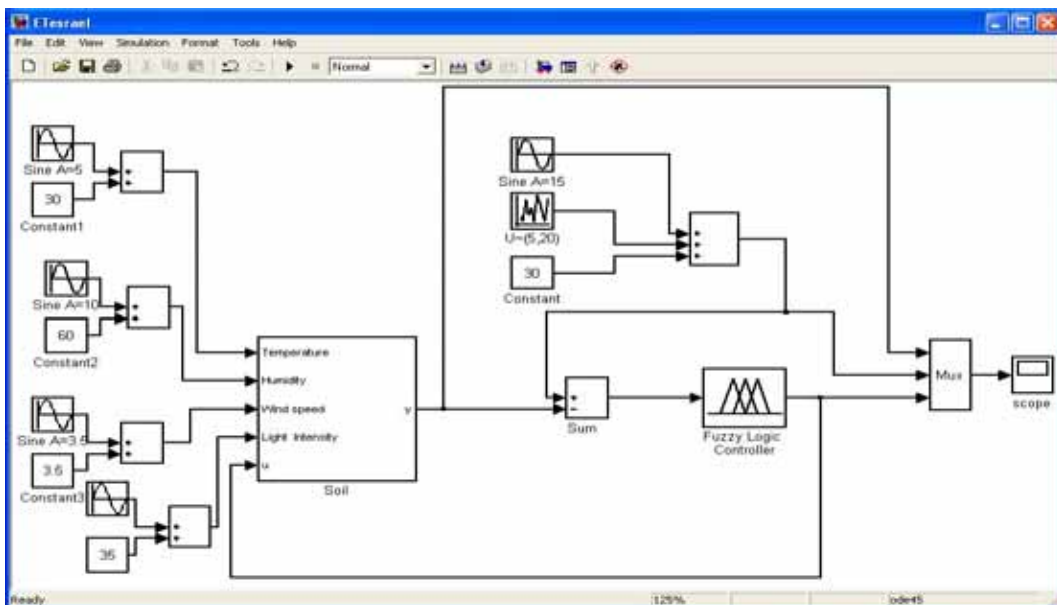 ETesrael
File Edit View Simulation Format Tools Help
Normal
Sine A=5
30
Constant1
Sine A=10
60
Constant2
Sine A=3.5
3.5
Constant3
35
Temperature
Humidity
Wind speed
Light Intensity
u
y
Soil
Sine A=15
U~(5,20)
30
Constant
+
−
Sum
Fuzzy Logic
Controller
Mux
scope
Ready
125%
ode45